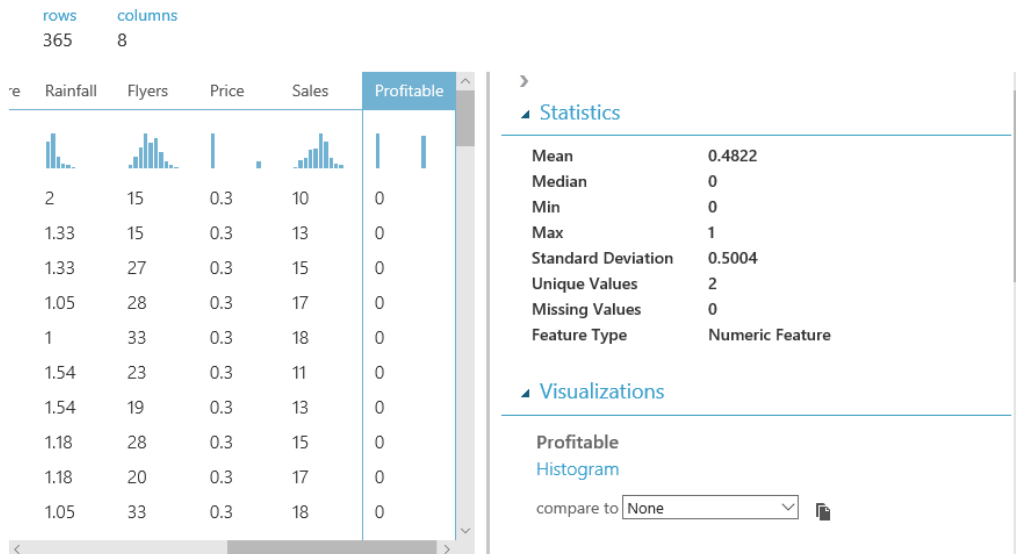 rows columns
365 8
re Rainfall Flyers Price Sales Profitable
2 15 0.3 10 0
1.33 15 0.3 13 0
1.33 27 0.3 15 0
1.05 28 0.3 17 0
1 33 0.3 18 0
1.54 23 0.3 11 0
1.54 19 0.3 13 0
1.18 28 0.3 15 0
1.18 20 0.3 17 0
1.05 33 0.3 18 0
Statistics
Mean 0.4822
Median 0
Min 0
Max 1
Standard Deviation 0.5004
Unique Values 2
Missing Values 0
Feature Type Numeric Feature
Visualizations
Profitable
Histogram
compare to None